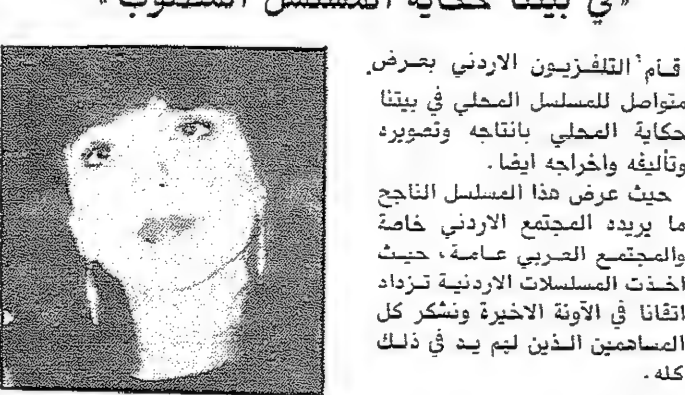 «في بيتنا حكاية المسلسل المطلوب»
قام التلفزيون الاردني بعرض
متواصل للمسلسل المحلي في بيتنا
حكاية المحلي بانتاجه وتصويره
وتأليفه واخراجه ايضا .
حيث عرض هذا المسلسل الناجح
ما يريده المجتمع الاردني خاصة
والمجتمع العربي عامة ، حيث
اخذت المسلسلات الاردنية تزداد
اتقانا في الآونة الاخيرة ونشكر كل
المساهمين الذين لهم يد في ذلك
كله .